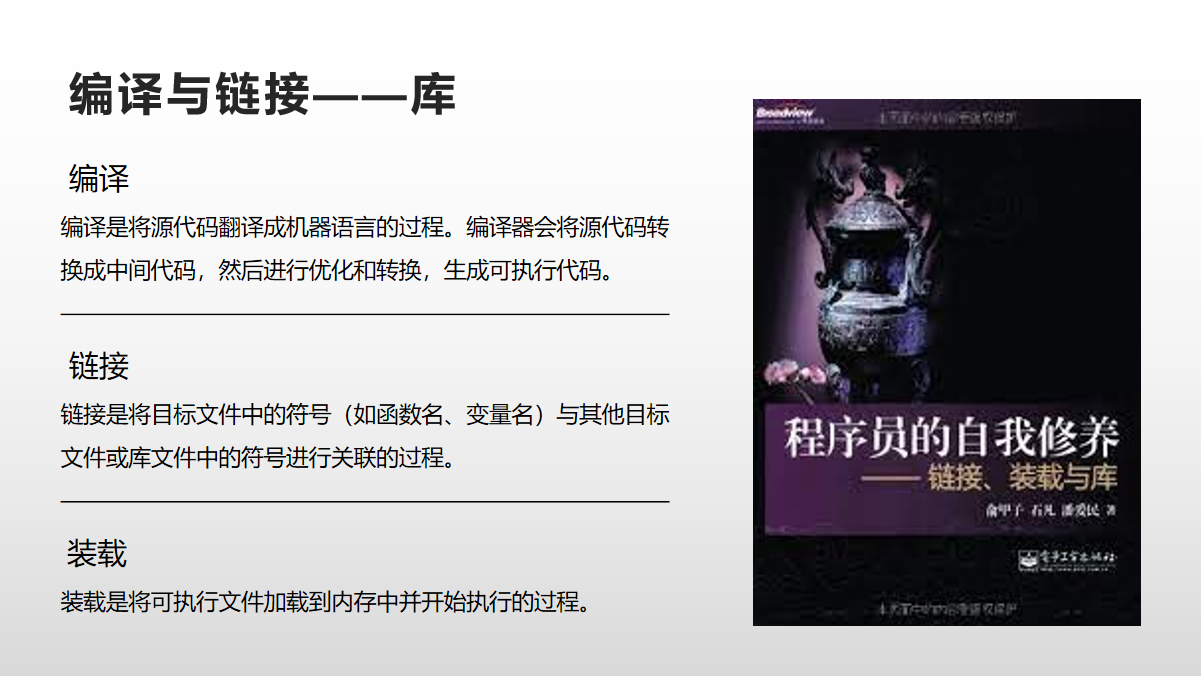 编译与链接——库
编译
编译是将源代码翻译成机器语言的过程。编译器会将源代码转
换成中间代码，然后进行优化和转换，生成可执行代码。
链接
链接是将目标文件中的符号（如函数名、变量名）与其他目标
文件或库文件中的符号进行关联的过程。
装载
装载是将可执行文件加载到内存中并开始执行的过程。
Broadview
程序员的自我修养
—— 链接、装载与库
俞甲子 石凡 潘爱民 著
电子工业出版社